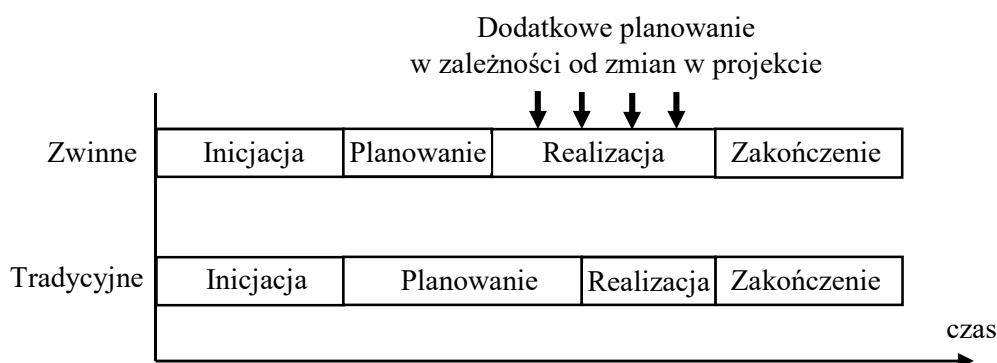 Dodatkowe planowanie
w zależności od zmian w projekcie
Zwinne
Inicjacja
Planowanie
Realizacja
Zakończenie
Tradycyjne
Inicjacja
Planowanie
Realizacja
Zakończenie
czas